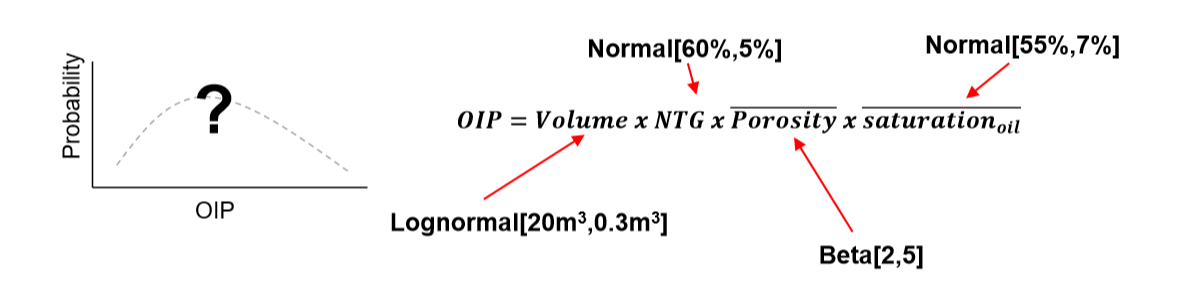 Probability
?
OIP
Normal[60%,5%]
Normal[55%,7%]
OIP = Volume x NTG x Porosity x saturation_oil
Lognormal[20m³,0.3m³]
Beta[2,5]